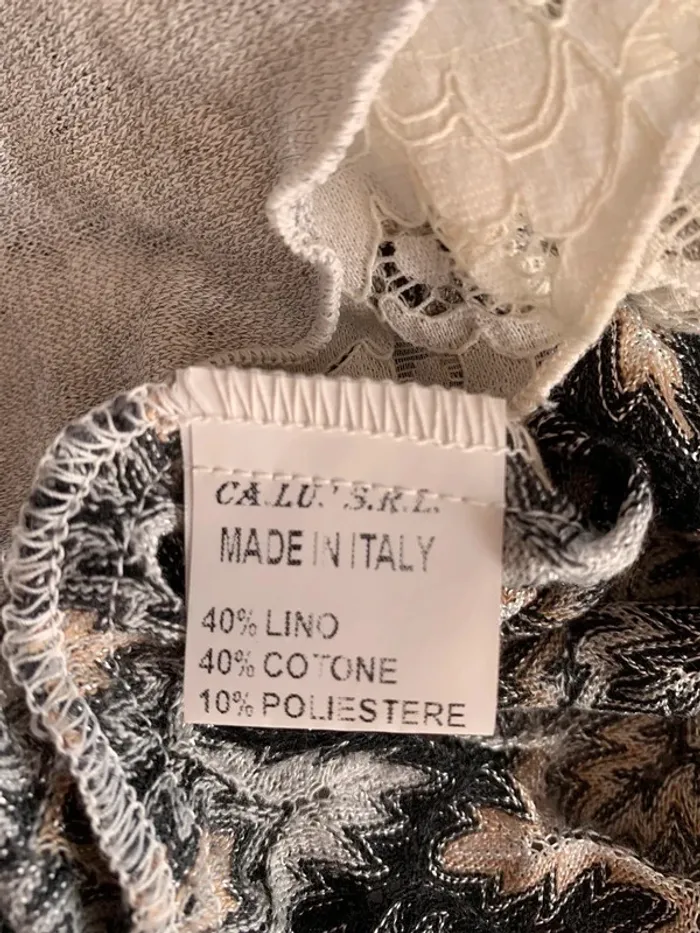 CA.LU.' S.R.L.
MADE IN ITALY
40% LINO
40% COTONE
10% POLIESTERE